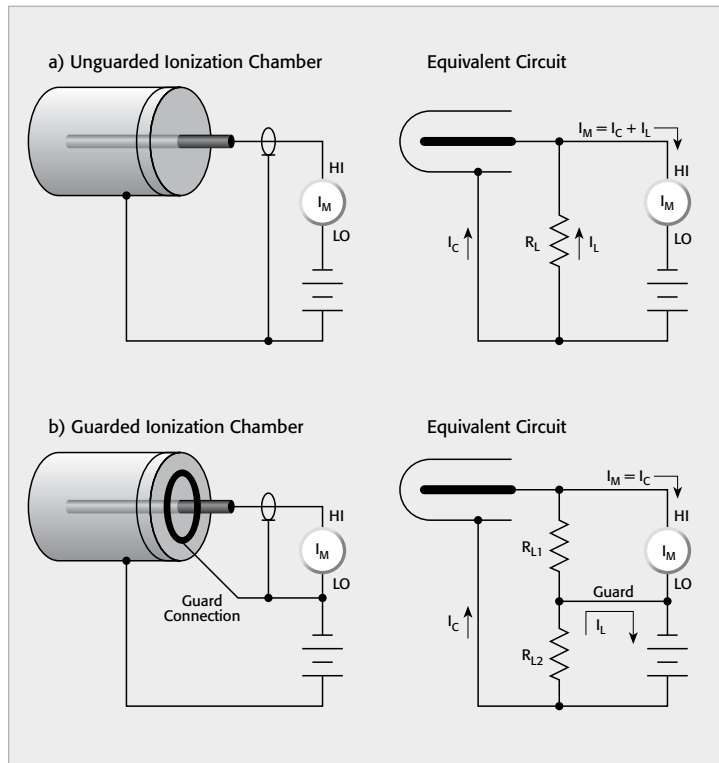 a) Unguarded Ionization Chamber
Equivalent Circuit
HI
I_M
LO
I_M = I_C + I_L
HI
I_M
LO
I_C
R_L
I_L
b) Guarded Ionization Chamber
Equivalent Circuit
HI
I_M
LO
Guard
Connection
I_M = I_C
HI
I_M
LO
R_L1
Guard
I_C
I_L
R_L2